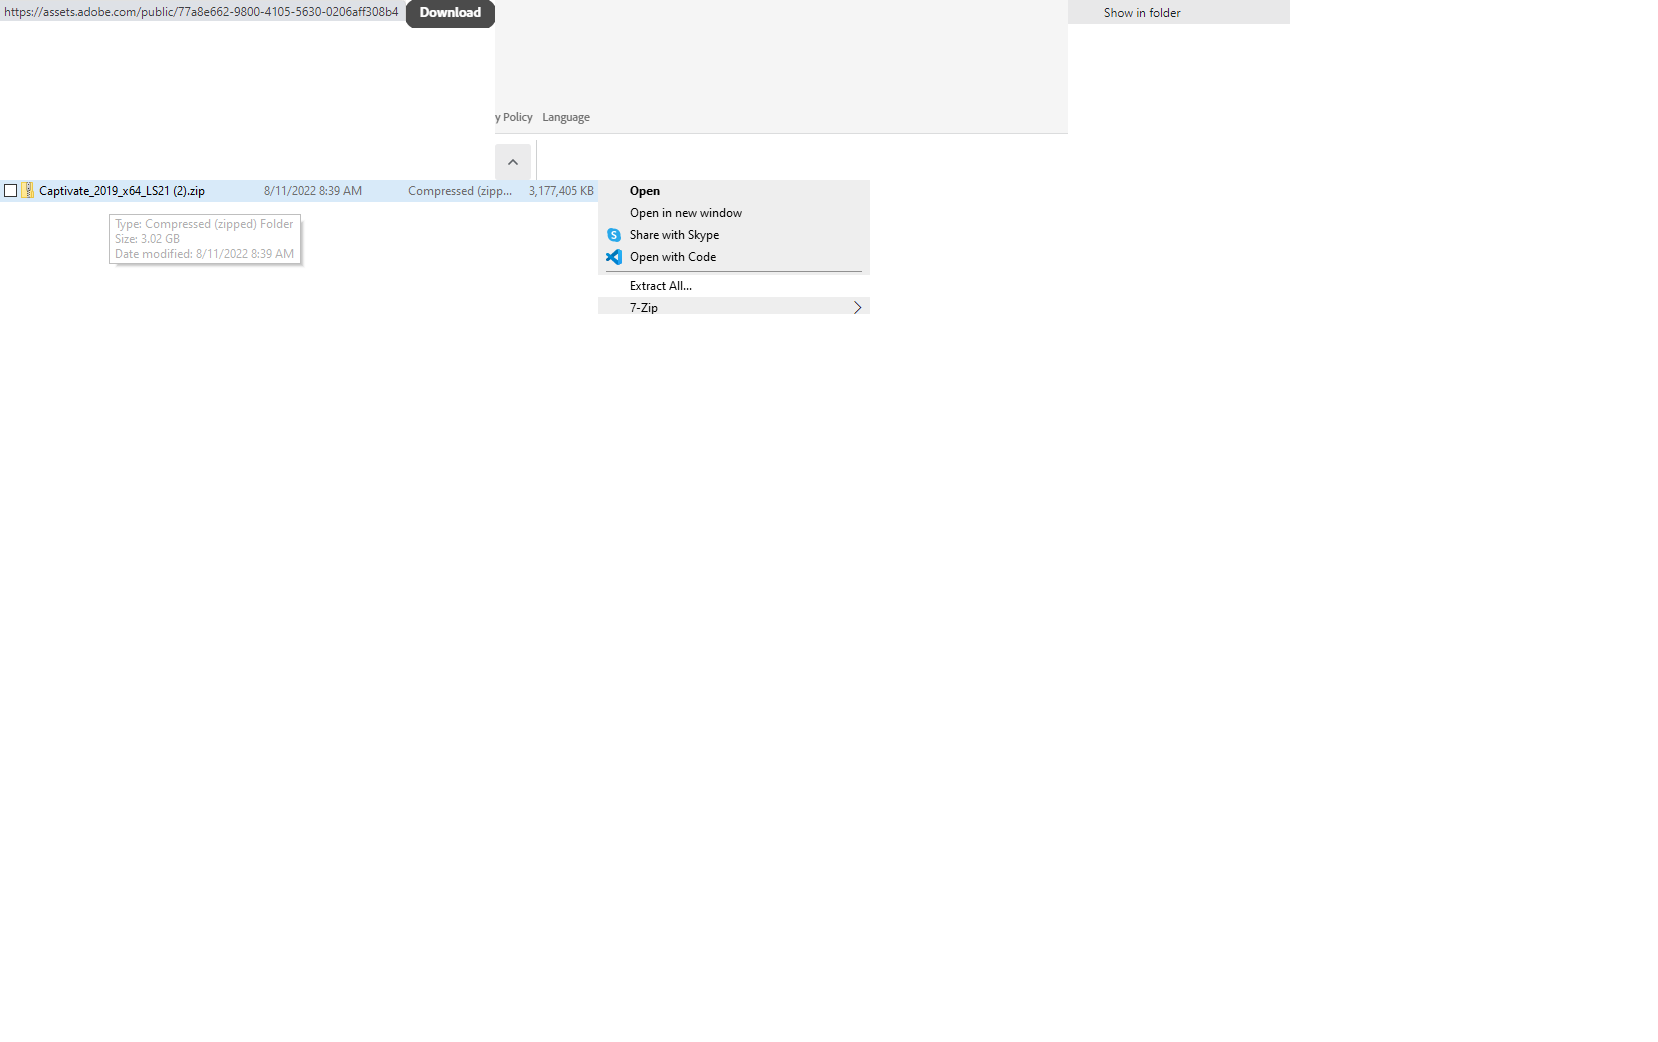 https://assets.adobe.com/public/77a8e662-9800-4105-5630-0206aff308b4
Download
Show in folder
y Policy Language
Captivate_2019_x64_LS21 (2).zip 8/11/2022 8:39 AM Compressed (zipp... 3,177,405 KB
Type: Compressed (zipped) Folder
Size: 3.02 GB
Date modified: 8/11/2022 8:39 AM
Open
Open in new window
Share with Skype
Open with Code
Extract All...
7-Zip